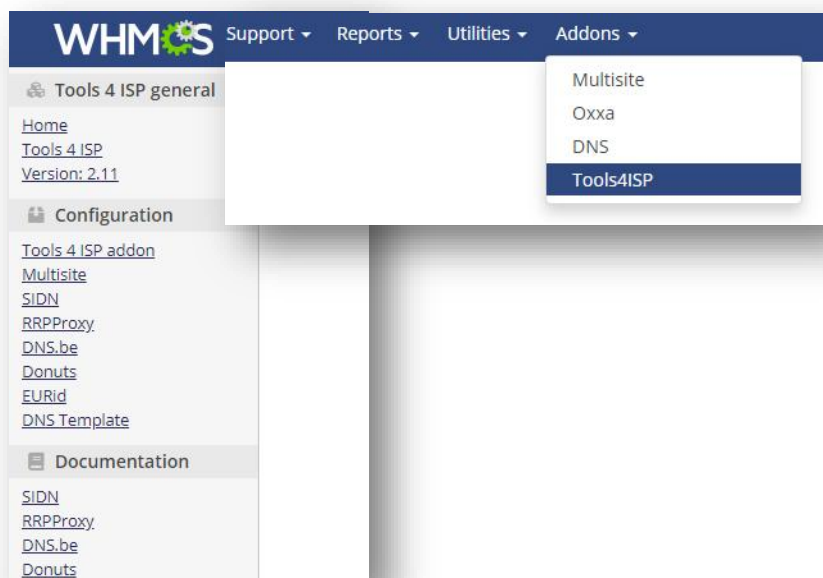 WHMCS Support Reports Utilities Addons
Multisite
Oxxa
DNS
Tools4ISP
Tools 4 ISP general
Home
Tools 4 ISP
Version: 2.11
Configuration
Tools 4 ISP addon
Multisite
SIDN
RRPProxy
DNS.be
Donuts
EURid
DNS Template
Documentation
SIDN
RRPProxy
DNS.be
Donuts